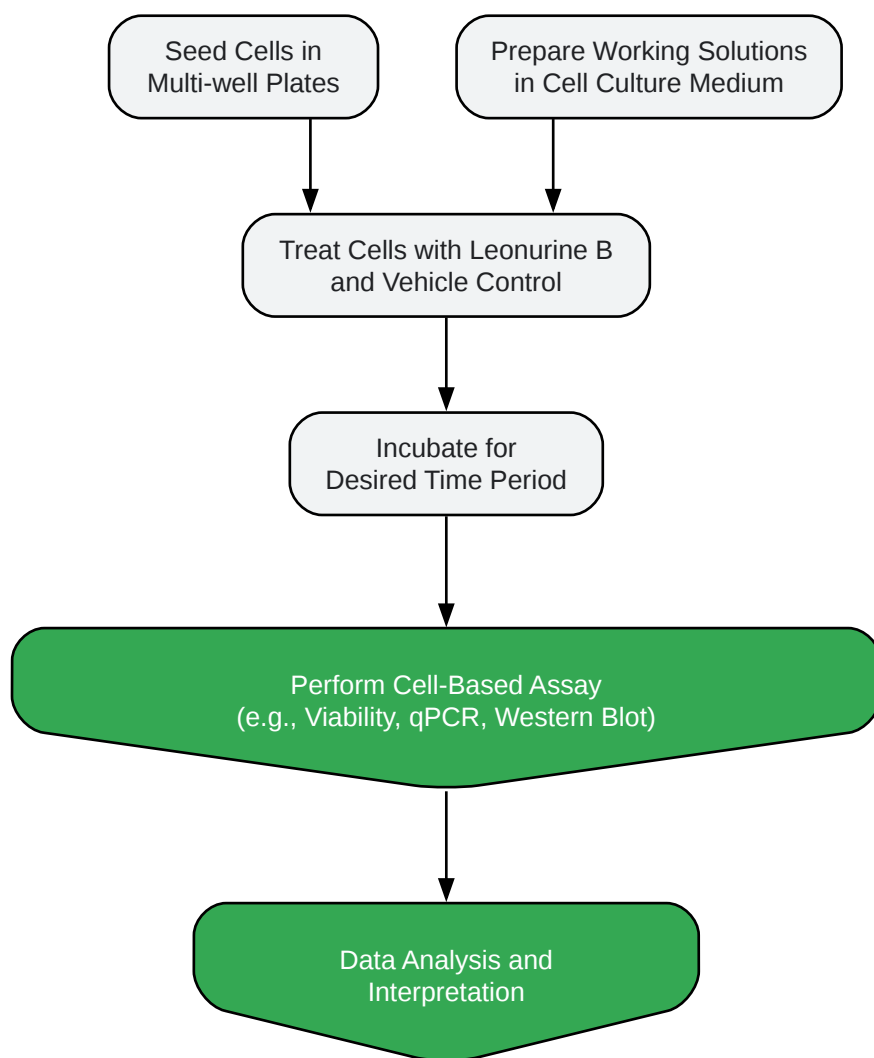 Seed Cells in
Multi-well Plates
Prepare Working Solutions
in Cell Culture Medium
Treat Cells with Leonurine B
and Vehicle Control
Incubate for
Desired Time Period
Perform Cell-Based Assay
(e.g., Viability, qPCR, Western Blot)
Data Analysis and
Interpretation